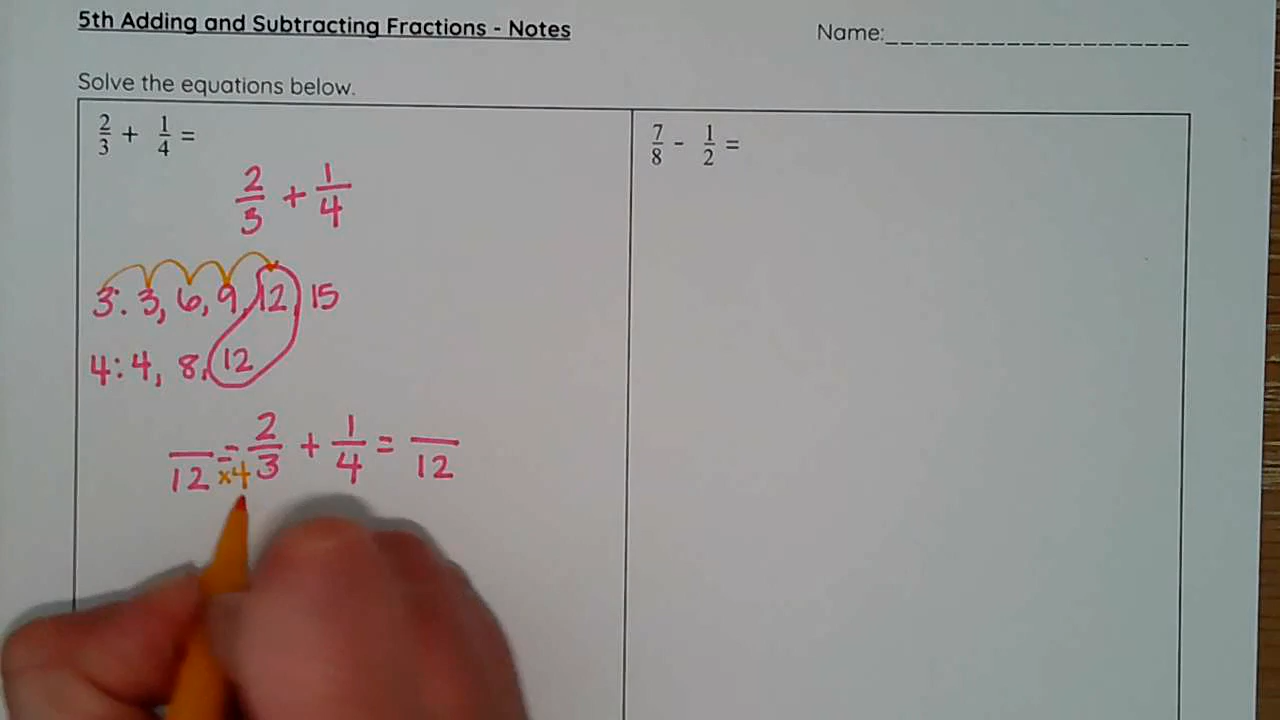 5th Adding and Subtracting Fractions - Notes
Name:____________________
Solve the equations below.
2/3 + 1/4 =
7/8 - 1/2 =
2/3 + 1/4
3: 3, 6, 9, 12, 15
4: 4, 8, 12
/12 = x4 2/3 + 1/4 = /12